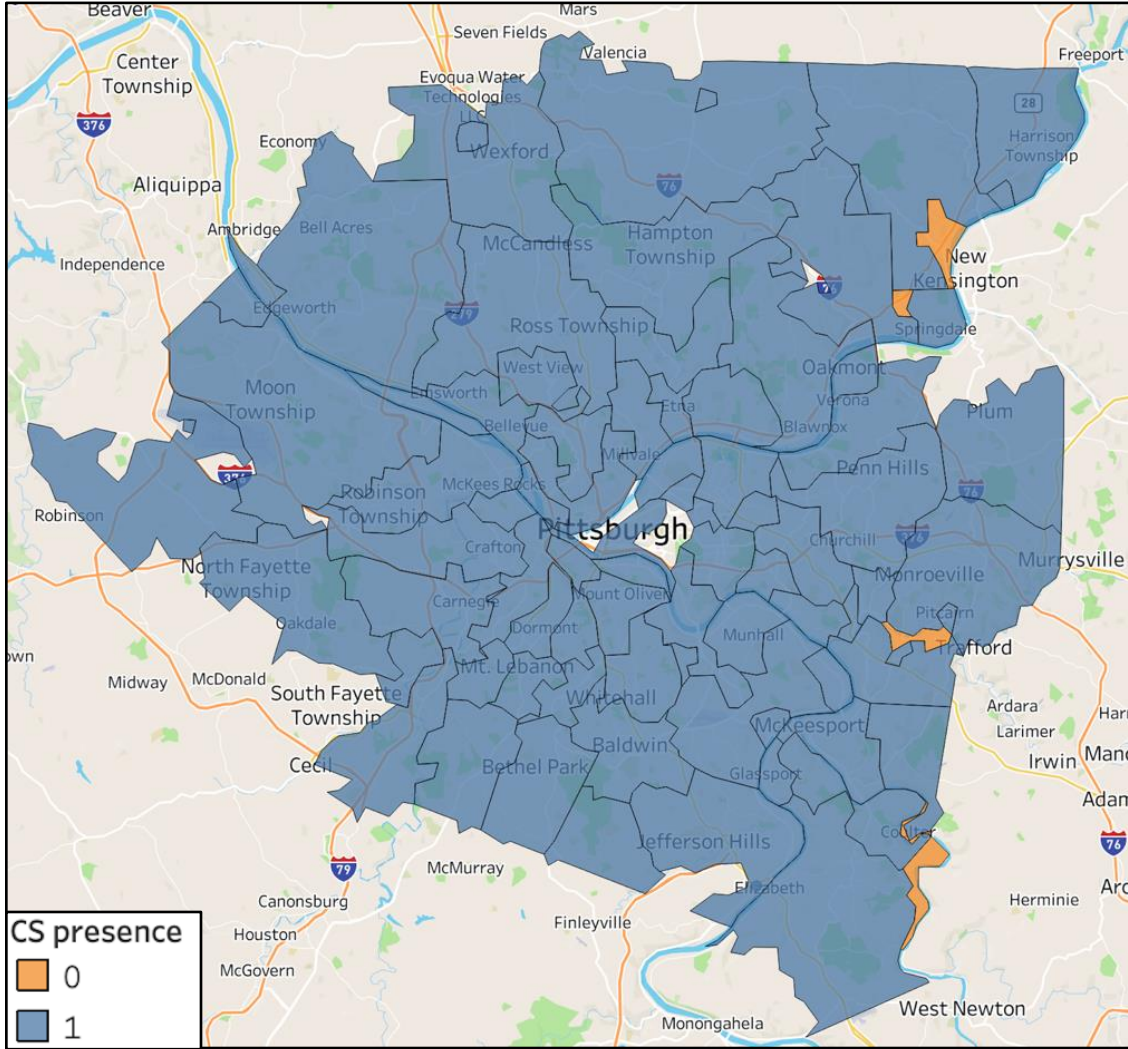 Beaver
Mars
Seven Fields
Valencia
Center
Township
Freeport
Evoqua Water
Technologies
376
28
Economy
Wexford
Harrison
Township
76
Aliquippa
Ambridge
Bell Acres
McCandless
Hampton
Township
Independence
New
Kensington
76
Edgeworth
279
Ross Township
Springdale
West View
Oakmont
Moon
Township
Emsworth
Verona
Etna
Plum
Bellevue
Blawnox
Millvale
Penn Hills
376
McKees Rocks
76
Robinson
Robinson
Township
Pittsburgh
376
Crafton
Churchill
Murrysville
North Fayette
Township
Monroeville
Mount Oliver
Carnegie
Pitcairn
Oakdale
Dormont
Munhall
Trafford
Midway
McDonald
Mt. Lebanon
South Fayette
Township
Whitehall
Ardara
McKeesport
Larimer
Baldwin
Cecil
Bethel Park
Glassport
Irwin
Jefferson Hills
Coulter
76
79
McMurray
Elizabeth
Canonsburg
Herminie
Finleyville
CS presence
Houston
0
McGovern
West Newton
1
Monongahela